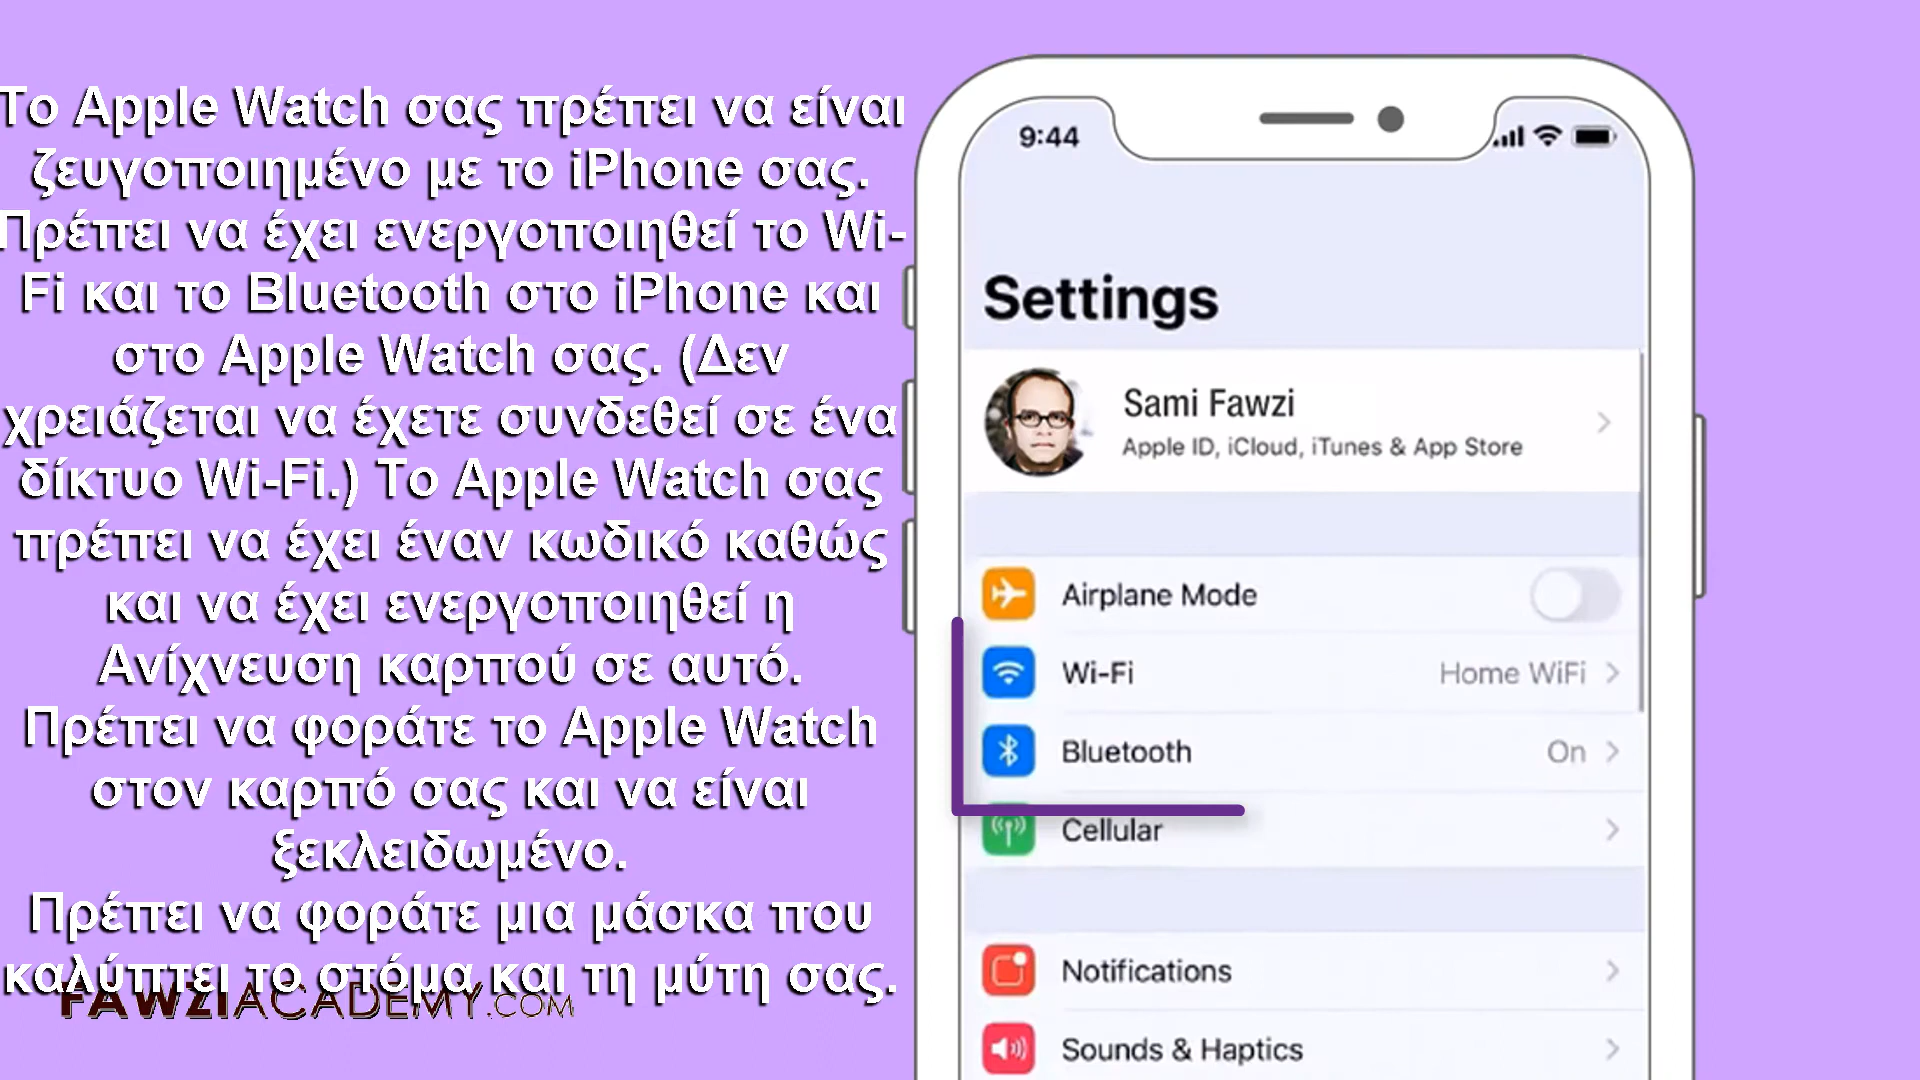 Το Apple Watch σας πρέπει να είναι
ζευγοποιημένο με το iPhone σας.
Πρέπει να έχει ενεργοποιηθεί το Wi-
Fi και το Bluetooth στο iPhone και
στο Apple Watch σας. (Δεν
χρειάζεται να έχετε συνδεθεί σε ένα
δίκτυο Wi-Fi.) Το Apple Watch σας
πρέπει να έχει έναν κωδικό καθώς
και να έχει ενεργοποιηθεί η
Ανίχνευση καρπού σε αυτό.
Πρέπει να φοράτε το Apple Watch
στον καρπό σας και να είναι
ξεκλειδωμένο.
Πρέπει να φοράτε μια μάσκα που
καλύπτει το στόμα και τη μύτη σας.
FAWZIACADEMY.COM
9:44
Settings
Sami Fawzi
Apple ID, iCloud, iTunes & App Store
Airplane Mode
Wi-Fi Home WiFi
Bluetooth On
Cellular
Notifications
Sounds & Haptics